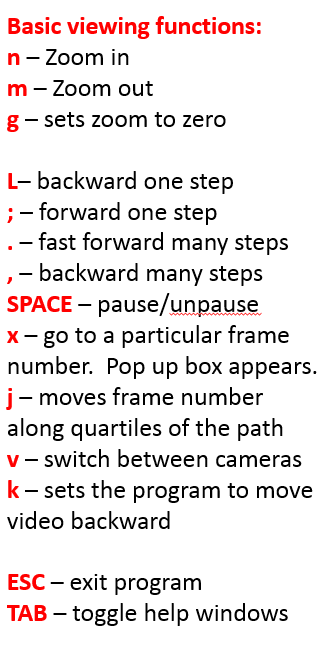 Basic viewing functions:
n – Zoom in
m – Zoom out
g – sets zoom to zero
L– backward one step
; – forward one step
. – fast forward many steps
, – backward many steps
SPACE – pause/unpause
x – go to a particular frame
number.  Pop up box appears.
j – moves frame number
along quartiles of the path
v – switch between cameras
k – sets the program to move
video backward
ESC – exit program
TAB – toggle help windows